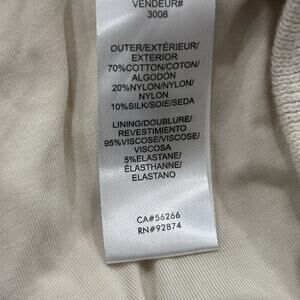 VENDEUR#
3008
OUTER/EXTÉRIEUR/
EXTERIOR
70%COTTON/COTON/
ALGODÓN
20%NYLON/NYLON/
NYLON
10%SILK/SOIE/SEDA
LINING/DOUBLURE/
REVESTIMIENTO
95%VISCOSE/VISCOSE/
VISCOSA
5%ELASTANE/
ÉLASTHANNE/
ELASTANO
CA#56266
RN#92874